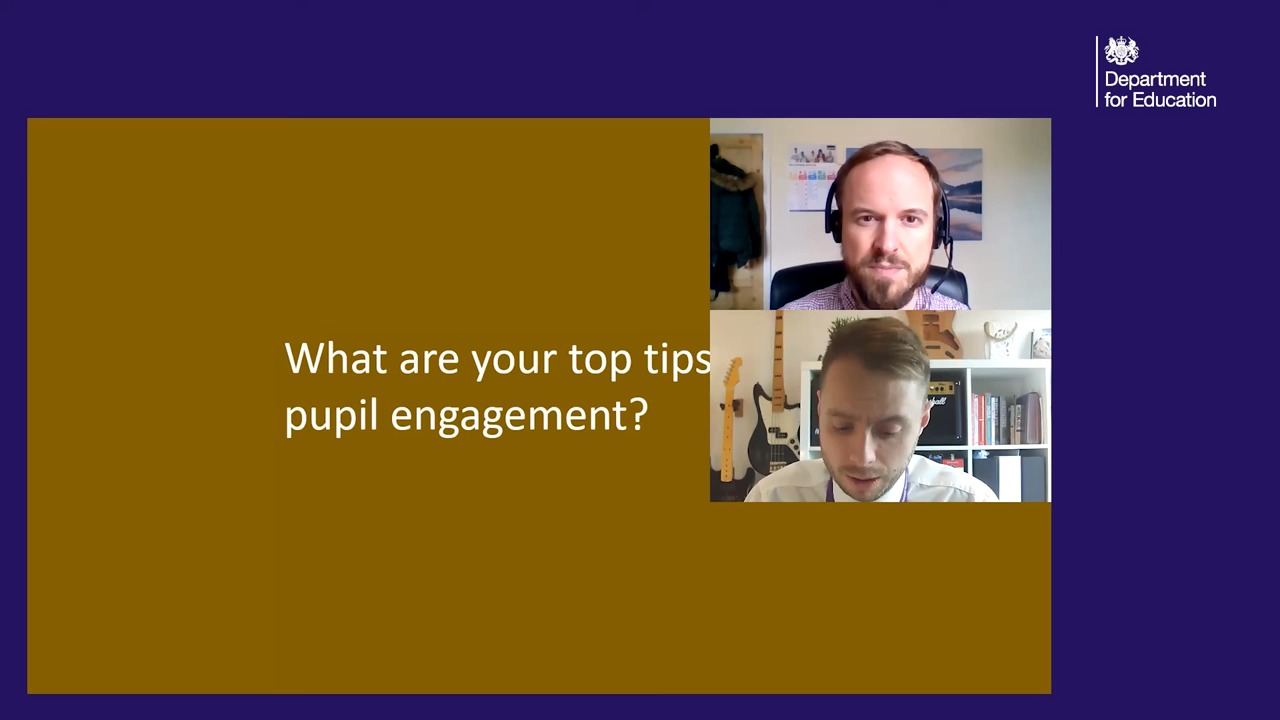 Department
for Education
What are your top tips
pupil engagement?